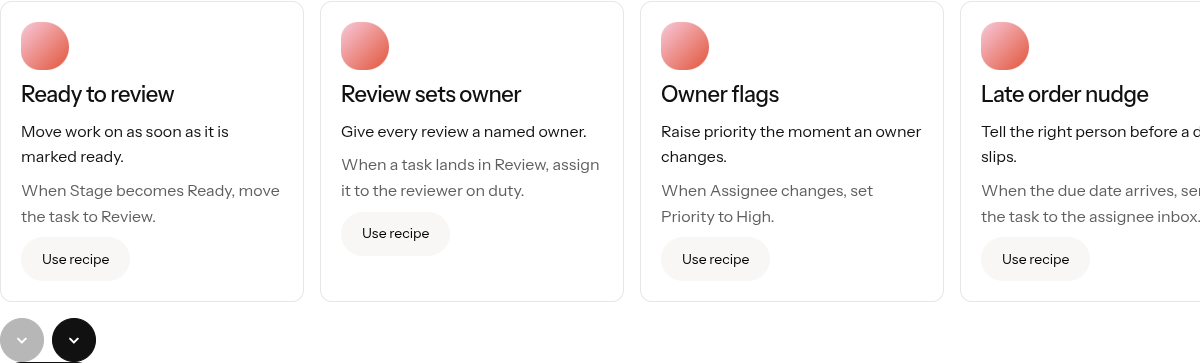 Ready to review
Move work on as soon as it is
marked ready.
When Stage becomes Ready, move
the task to Review.
Use recipe
Review sets owner
Give every review a named owner.
When a task lands in Review, assign
it to the reviewer on duty.
Use recipe
Owner flags
Raise priority the moment an owner
changes.
When Assignee changes, set
Priority to High.
Use recipe
Late order nudge
Tell the right person before a
slips.
When the due date arrives,
the task to the assignee inbox.
Use recipe